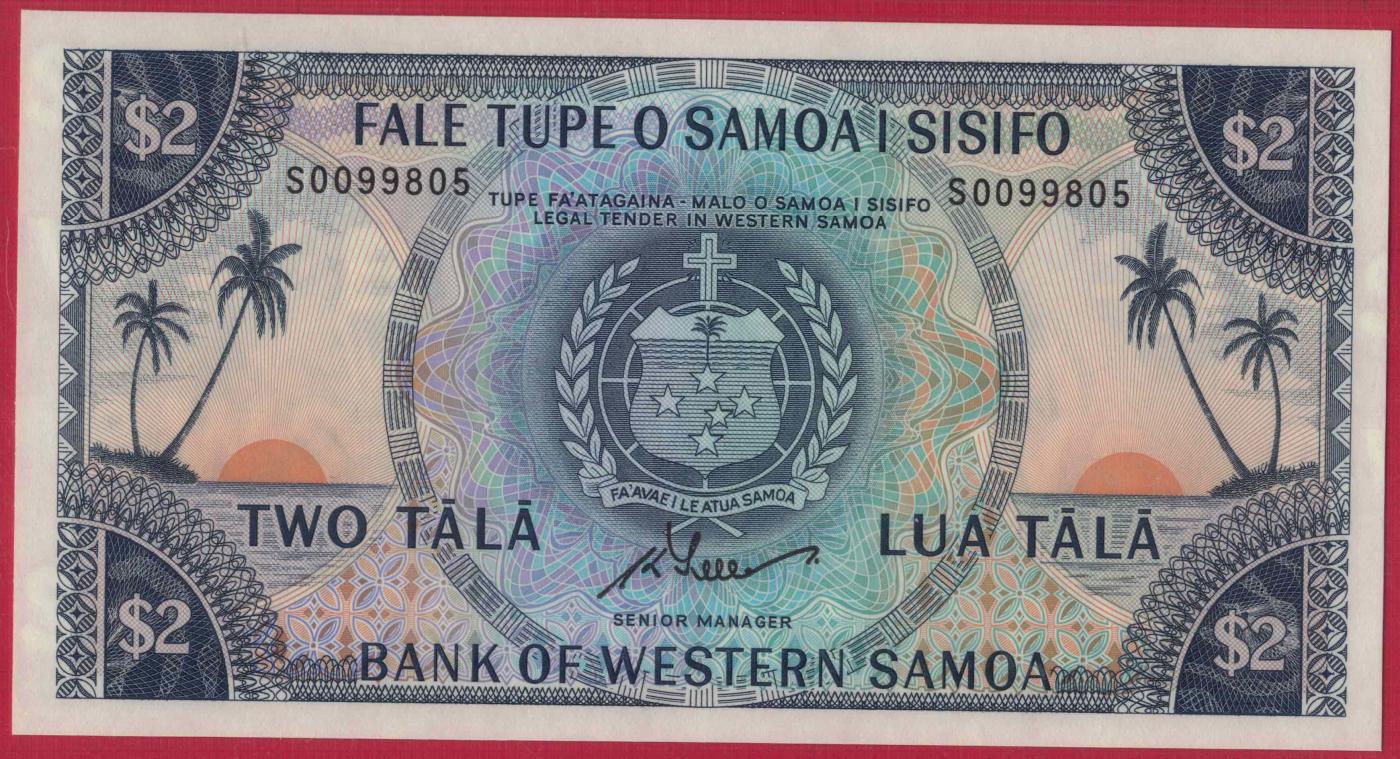 $2
$2
FALE TUPE O SAMOA I SISIFO
S0099805
S0099805
TUPE FA'ATAGAINA - MALO O SAMOA I SISIFO
LEGAL TENDER IN WESTERN SAMOA
FA'AVAE I LE ATUA SAMOA
TWO TĀLĀ
LUA TĀLĀ
SENIOR MANAGER
$2
$2
BANK OF WESTERN SAMOA